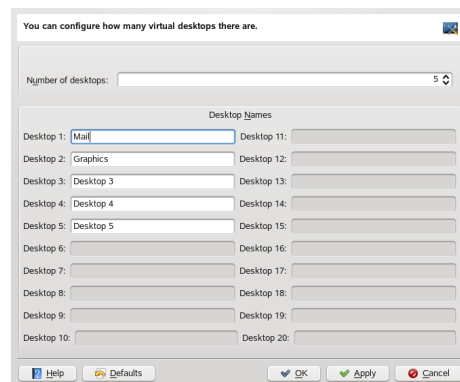 You can configure how many virtual desktops there are.
Number of desktops: 5
Desktop Names
Desktop 1: Mail Desktop 11:
Desktop 2: Graphics Desktop 12:
Desktop 3: Desktop 3 Desktop 13:
Desktop 4: Desktop 4 Desktop 14:
Desktop 5: Desktop 5 Desktop 15:
Desktop 6: Desktop 16:
Desktop 7: Desktop 17:
Desktop 8: Desktop 18:
Desktop 9: Desktop 19:
Desktop 10: Desktop 20:
Help Defaults OK Apply Cancel